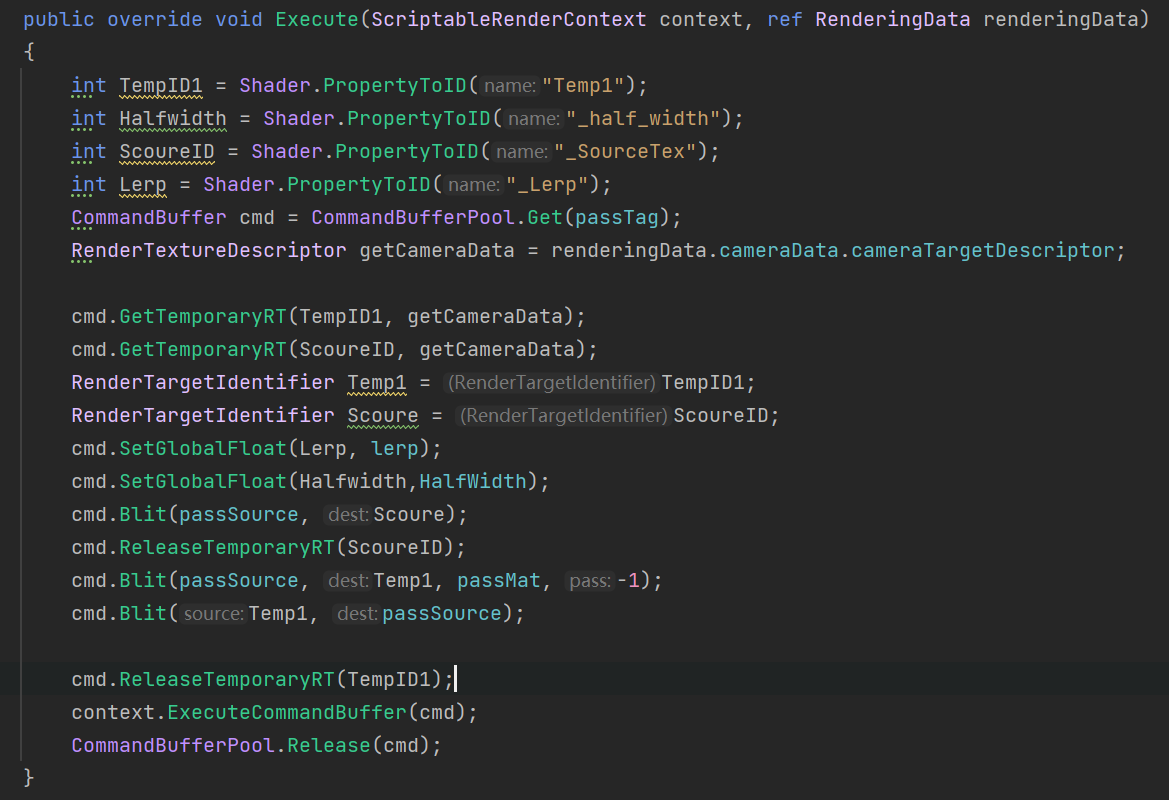 public override void Execute(ScriptableRenderContext context, ref RenderingData renderingData)
{
int TempID1 = Shader.PropertyToID( name: "Temp1");
int Halfwidth = Shader.PropertyToID( name: "_half_width");
int ScoureID = Shader.PropertyToID( name: "_SourceTex");
int Lerp = Shader.PropertyToID( name: "_Lerp");
CommandBuffer cmd = CommandBufferPool.Get(passTag);
RenderTextureDescriptor getCameraData = renderingData.cameraData.cameraTargetDescriptor;
cmd.GetTemporaryRT(TempID1, getCameraData);
cmd.GetTemporaryRT(ScoureID, getCameraData);
RenderTargetIdentifier Temp1 = (RenderTargetIdentifier) TempID1;
RenderTargetIdentifier Scoure = (RenderTargetIdentifier) ScoureID;
cmd.SetGlobalFloat(Lerp, lerp);
cmd.SetGlobalFloat(Halfwidth,HalfWidth);
cmd.Blit(passSource, dest: Scoure);
cmd.ReleaseTemporaryRT(ScoureID);
cmd.Blit(passSource, dest: Temp1, passMat, pass: -1);
cmd.Blit( source: Temp1, dest: passSource);
cmd.ReleaseTemporaryRT(TempID1);
context.ExecuteCommandBuffer(cmd);
CommandBufferPool.Release(cmd);
}